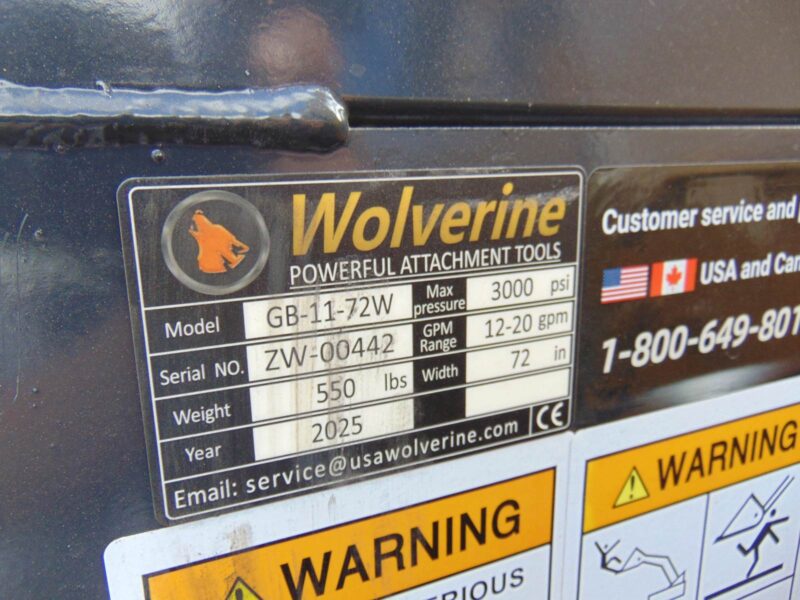 Wolverine
POWERFUL ATTACHMENT TOOLS
Model GB-11-72W Max pressure 3000 psi
Serial NO. ZW-00442 GPM Range 12-20 gpm
Weight 550 lbs Width 72 in
Year 2025
Email: service@usawolverine.com CE
Customer service and
USA and
1-800-649-801
WARNING
WARNING